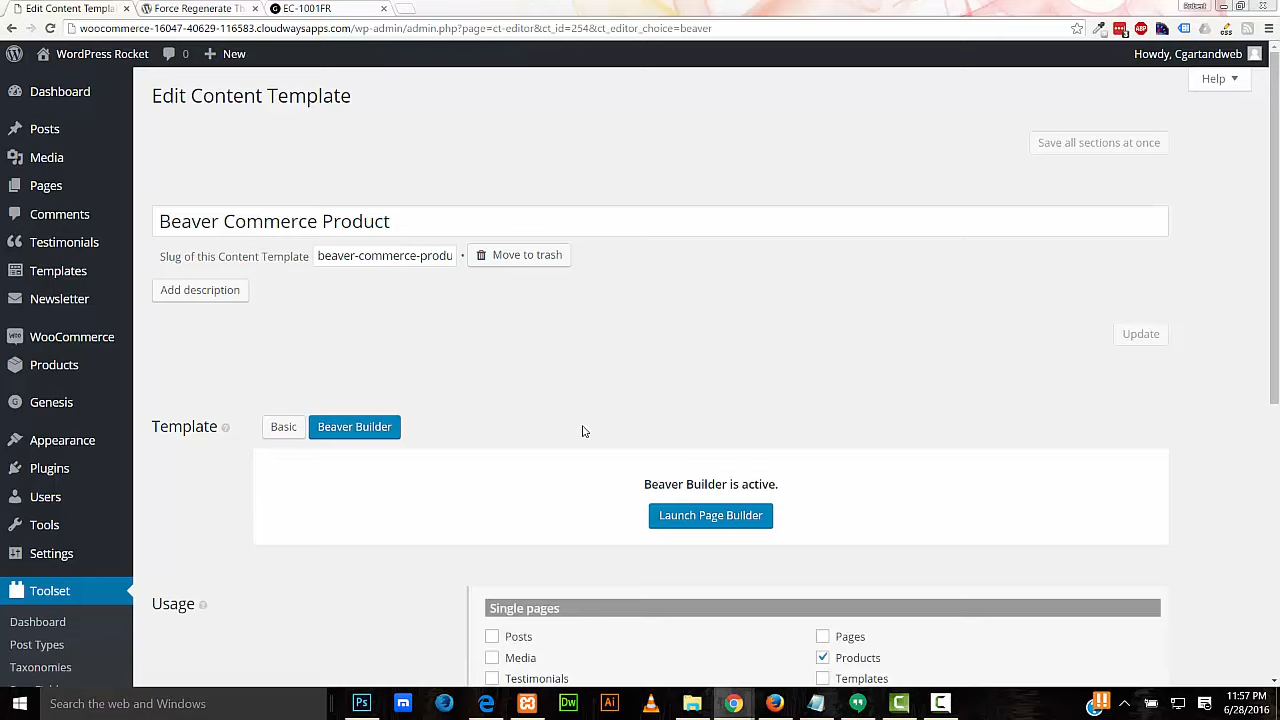 Edit Content Templa
Force Regenerate Th
EC-1001FR
woocommerce-16047-40629-116583.cloudwaysapps.com/wp-admin/admin.php?page=ct-editor&ct_id=254&ct_editor_choice=beaver
WordPress Rocket
0
New
Howdy, Cgartandweb
Help
Dashboard
Posts
Media
Pages
Comments
Testimonials
Templates
Newsletter
WooCommerce
Products
Genesis
Appearance
Plugins
Users
Tools
Settings
Toolset
Dashboard
Post Types
Taxonomies
Edit Content Template
Save all sections at once
Beaver Commerce Product
Slug of this Content Template beaver-commerce-produ • Move to trash
Add description
Update
Template Basic Beaver Builder
Beaver Builder is active.
Launch Page Builder
Usage
Single pages
Posts Pages
Media Products
Testimonials Templates
Search the web and Windows
11:57 PM
6/28/2016